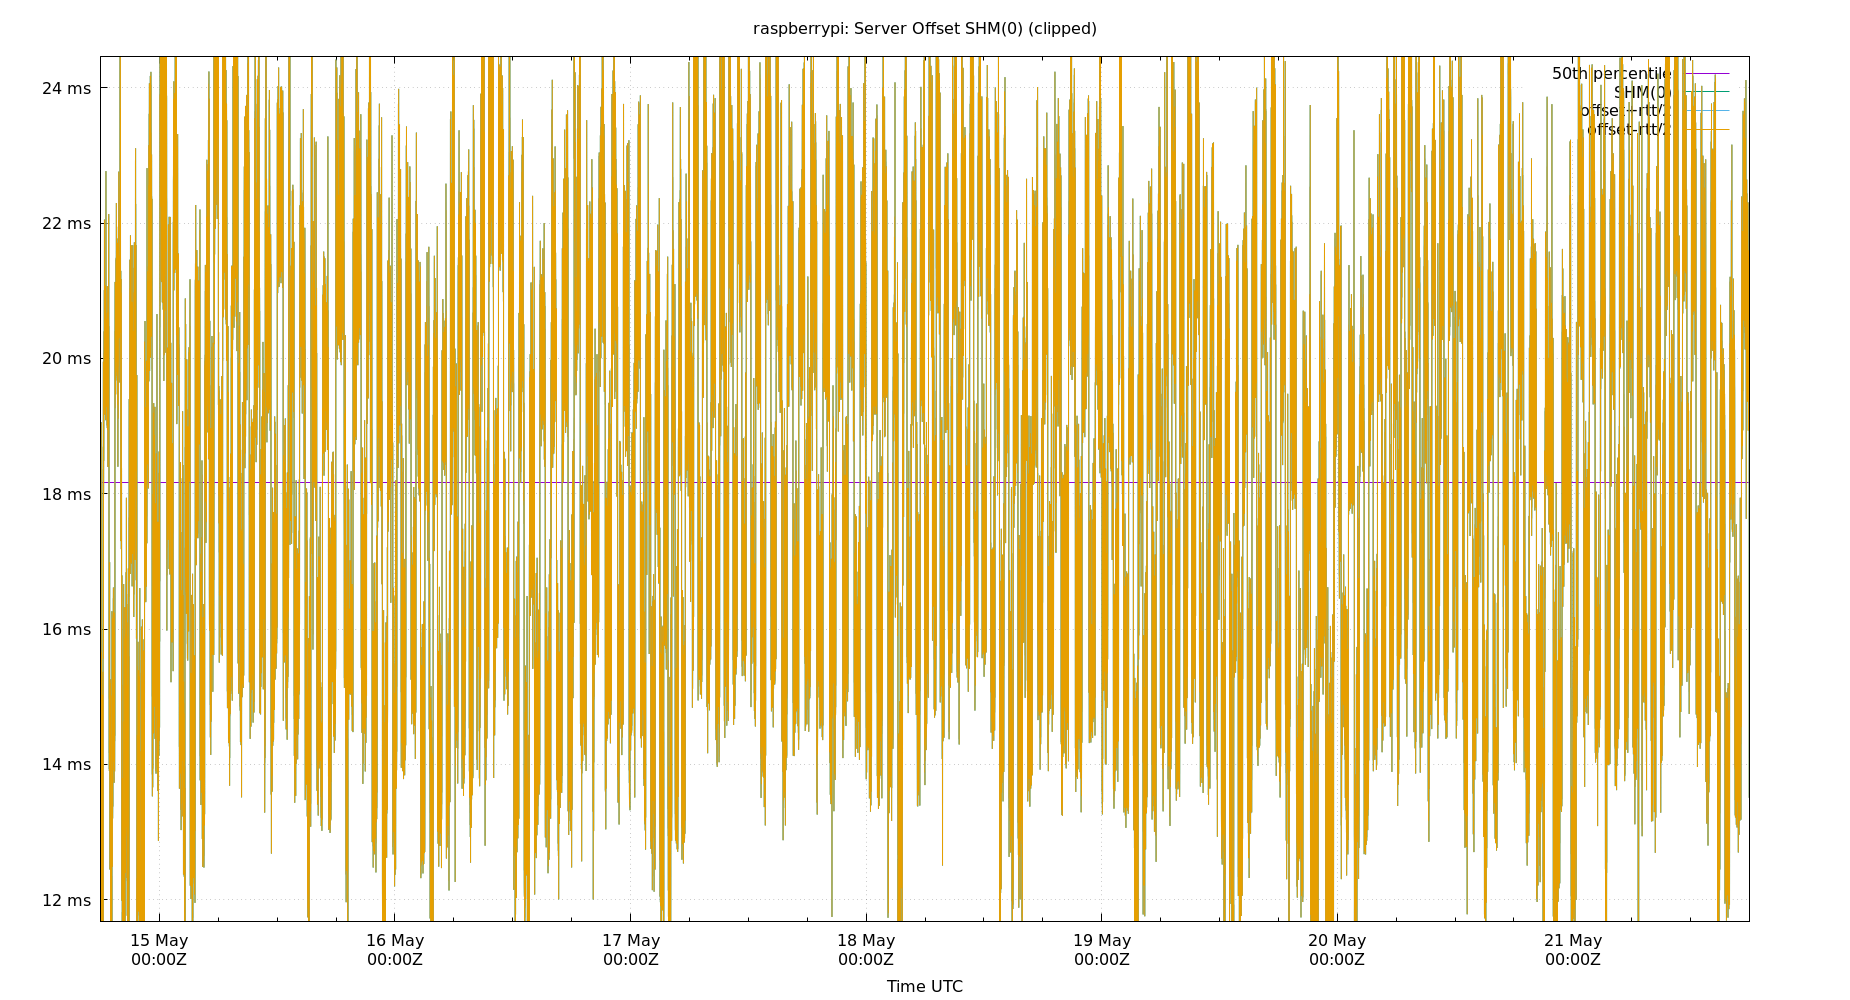 raspberrypi: Server Offset SHM(0) (clipped)
50th percentile
SHM(0)
offset+rtt/2
offset-rtt/2
24 ms
22 ms
20 ms
18 ms
16 ms
14 ms
12 ms
15 May 16 May 17 May 18 May 19 May 20 May 21 May
00:00Z 00:00Z 00:00Z 00:00Z 00:00Z 00:00Z 00:00Z
Time UTC